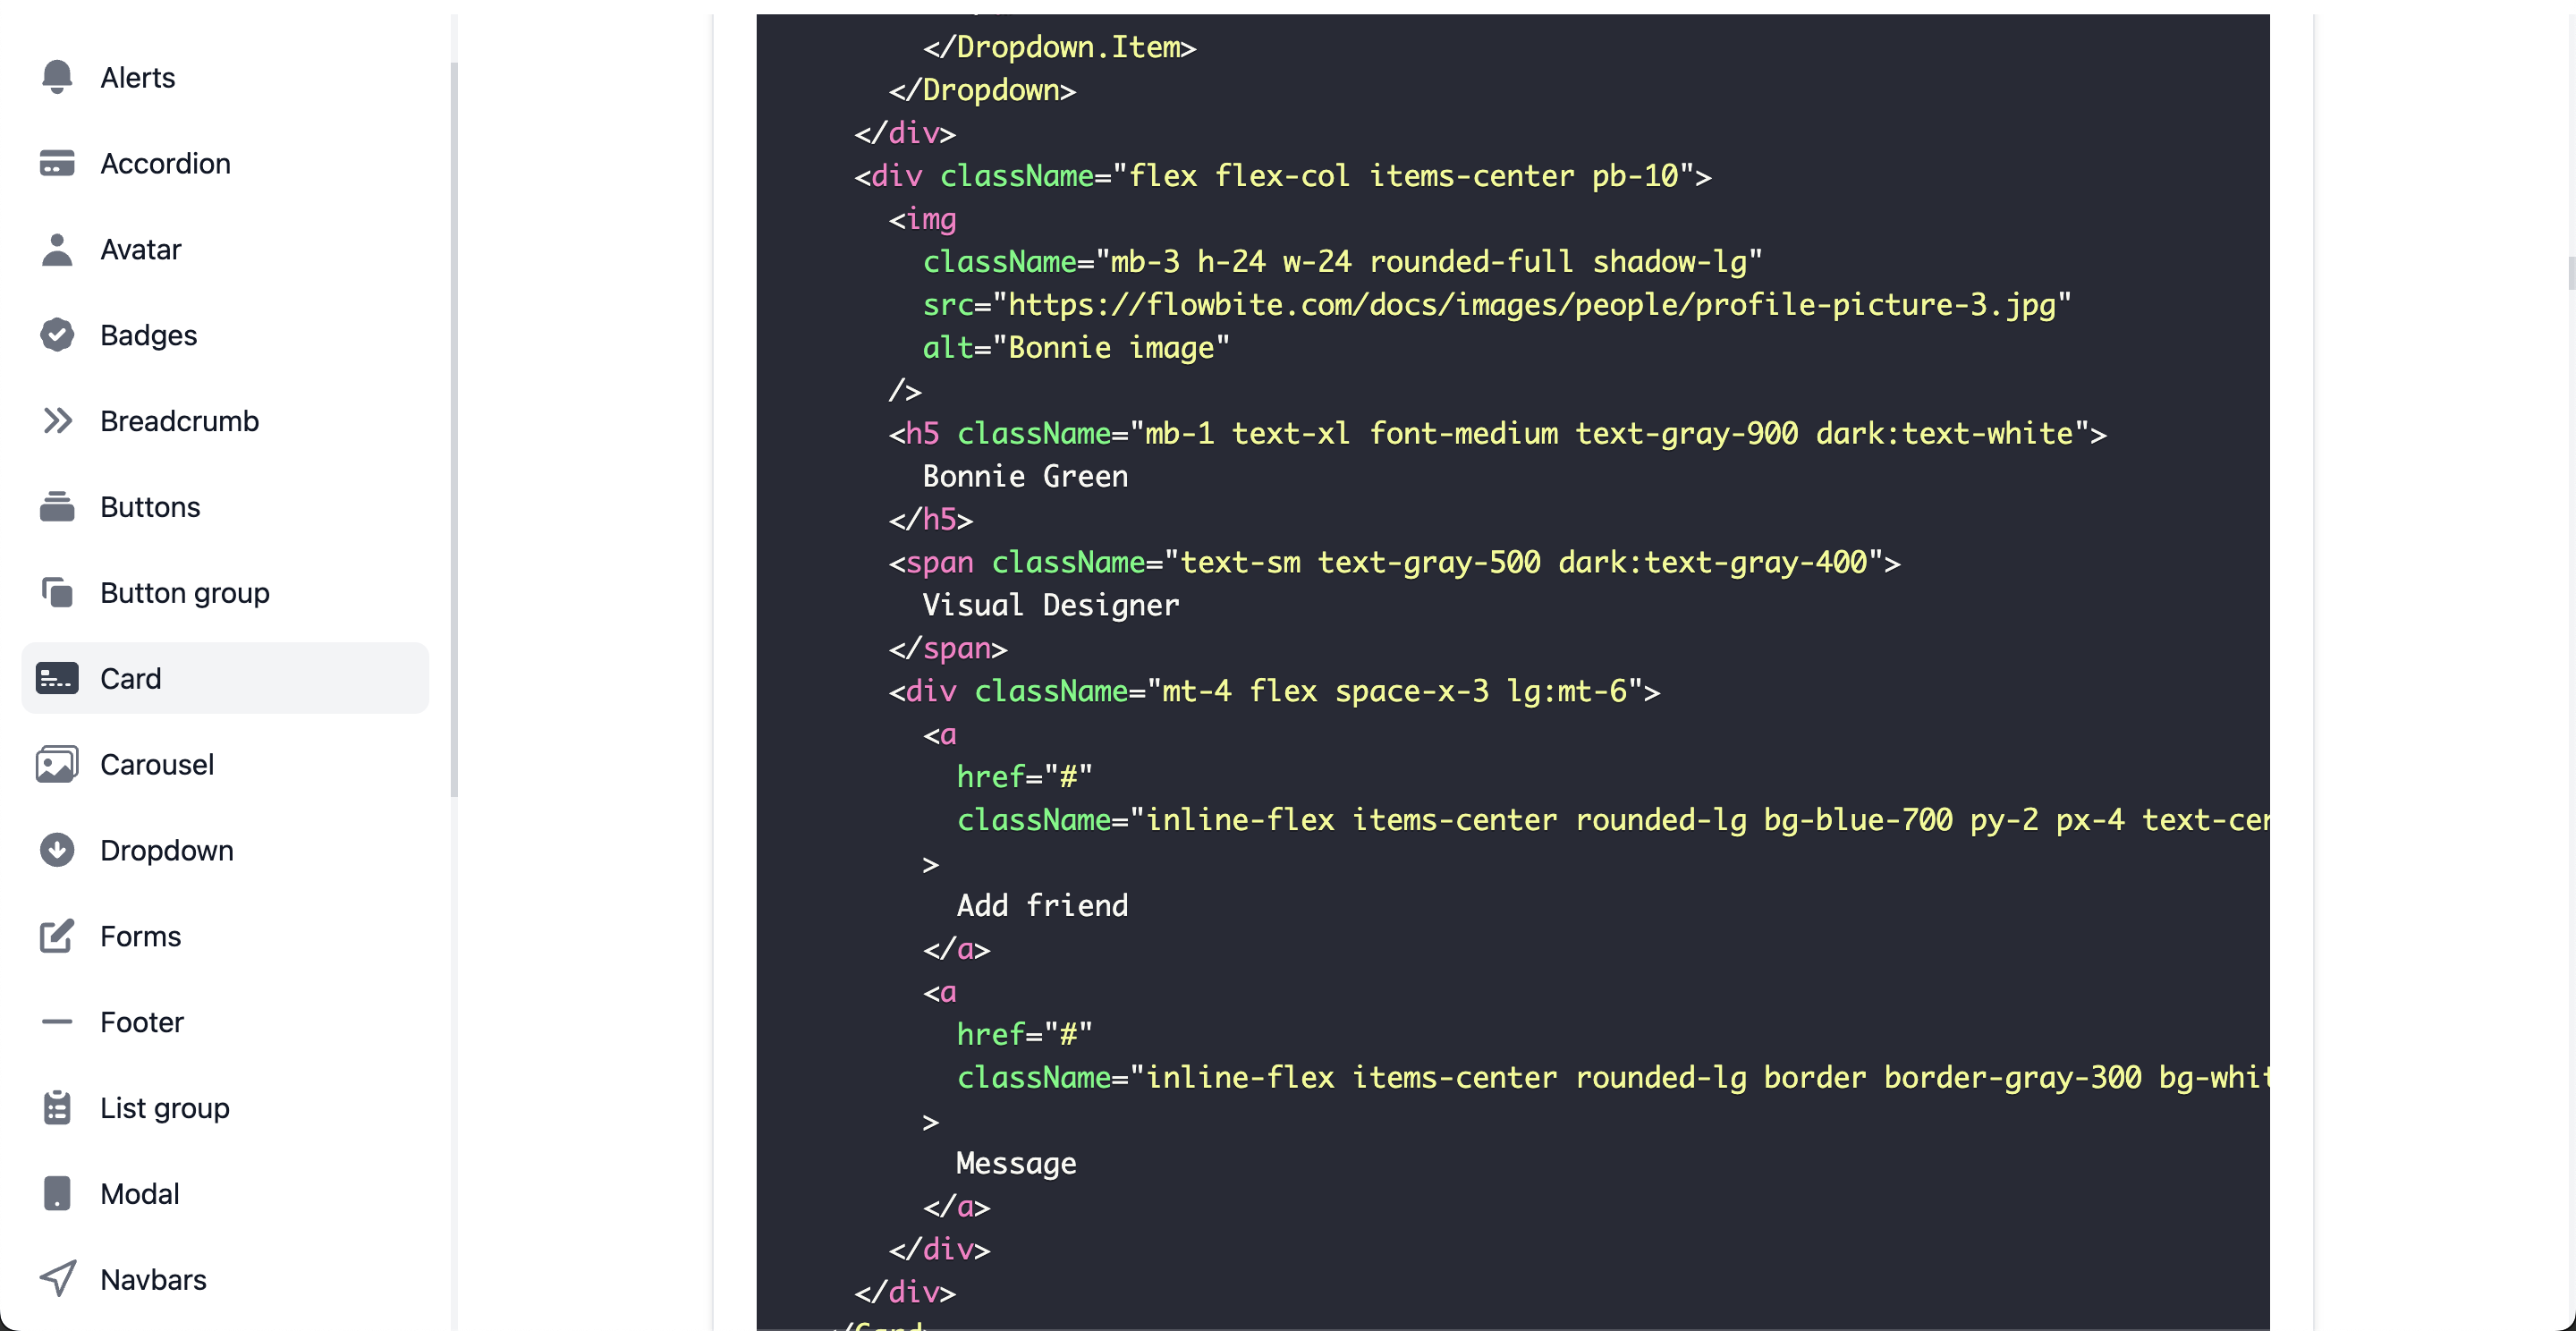 Alerts
Accordion
Avatar
Badges
Breadcrumb
Buttons
Button group
Card
Carousel
Dropdown
Forms
Footer
List group
Modal
Navbars
</Dropdown.Item>
</Dropdown>
</div>
<div className="flex flex-col items-center pb-10">
<img
className="mb-3 h-24 w-24 rounded-full shadow-lg"
src="https://flowbite.com/docs/images/people/profile-picture-3.jpg"
alt="Bonnie image"
/>
<h5 className="mb-1 text-xl font-medium text-gray-900 dark:text-white">
Bonnie Green
</h5>
<span className="text-sm text-gray-500 dark:text-gray-400">
Visual Designer
</span>
<div className="mt-4 flex space-x-3 lg:mt-6">
<a
href="#"
className="inline-flex items-center rounded-lg bg-blue-700 py-2 px-4 text-cen
>
Add friend
</a>
<a
href="#"
className="inline-flex items-center rounded-lg border border-gray-300 bg-whit
>
Message
</a>
</div>
</div>